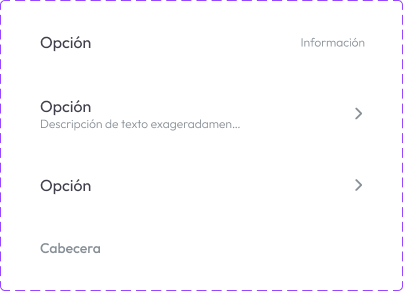 Opción
Información
Opción
Descripción de texto exageradamen...
Opción
Cabecera